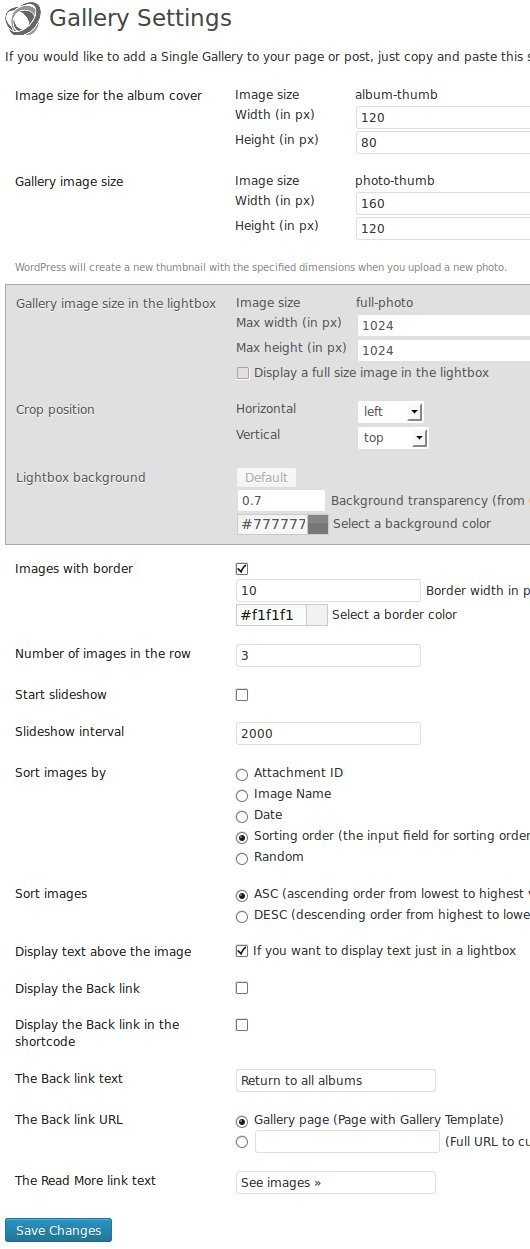 Gallery Settings
If you would like to add a Single Gallery to your page or post, just copy and paste this
Image size for the album cover Image size album-thumb
Width (in px) 120
Height (in px) 80
Gallery image size Image size photo-thumb
Width (in px) 160
Height (in px) 120
WordPress will create a new thumbnail with the specified dimensions when you upload a new photo.
Gallery image size in the lightbox Image size full-photo
Max width (in px) 1024
Max height (in px) 1024
Display a full size image in the lightbox
Crop position Horizontal left
Vertical top
Lightbox background Default
0.7 Background transparency (from
#777777 Select a background color
Images with border
10 Border width in
#f1f1f1 Select a border color
Number of images in the row 3
Start slideshow
Slideshow interval 2000
Sort images by Attachment ID
Image Name
Date
Sorting order (the input field for sorting order
Random
Sort images ASC (ascending order from lowest to highest
DESC (descending order from highest to lowe
Display text above the image If you want to display text just in a lightbox
Display the Back link
Display the Back link in the
shortcode
The Back link text Return to all albums
The Back link URL Gallery page (Page with Gallery Template)
(Full URL to cu
The Read More link text See images »
Save Changes